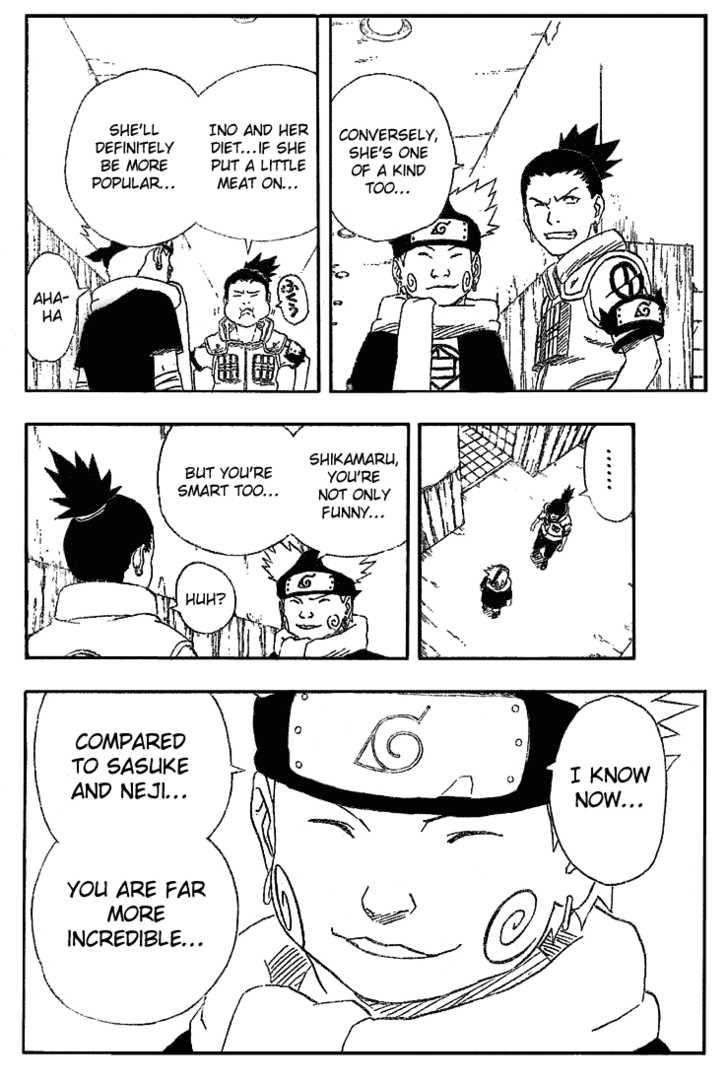 CONVERSELY,
SHE'S ONE
OF A KIND
TOO...
INO AND HER
DIET...IF SHE
PUT A LITTLE
MEAT ON...
SHE'LL
DEFINITELY
BE MORE
POPULAR...
AHA-
HA
......
SHIKAMARU,
YOU'RE
NOT ONLY
FUNNY...
BUT YOU'RE
SMART TOO...
HUH?
I KNOW
NOW...
COMPARED
TO SASUKE
AND NEJI...
YOU ARE FAR
MORE
INCREDIBLE...